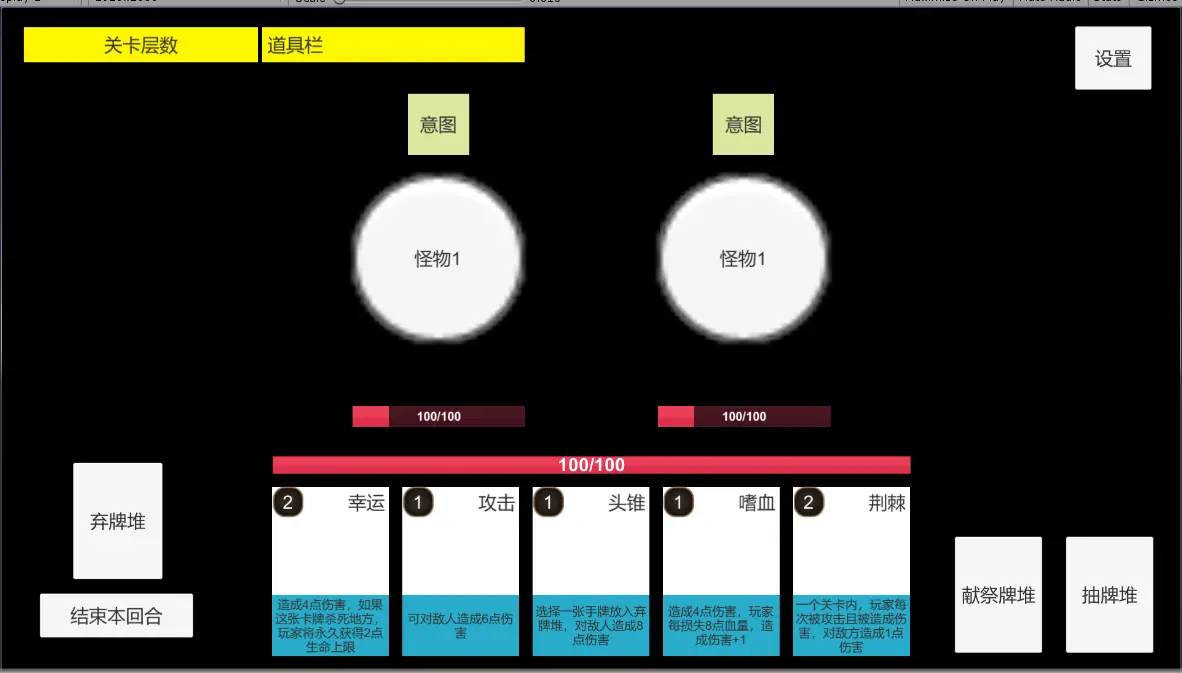 关卡层数
道具栏
设置
意图
意图
怪物1
怪物1
100/100
100/100
100/100
弃牌堆
结束本回合
2
幸运
造成4点伤害，如果
这张卡牌杀死地方，
玩家将永久获得2点
生命上限
1
攻击
可对敌人造成6点伤
害
1
头锥
选择一张手牌放入弃
牌堆，对敌人造成8
点伤害
1
嗜血
造成4点伤害，玩家
每损失8点血量，造
成伤害+1
2
荆棘
一个关卡内，玩家每
次被攻击且被造成伤
害，对敌方造成1点
伤害
献祭牌堆
抽牌堆